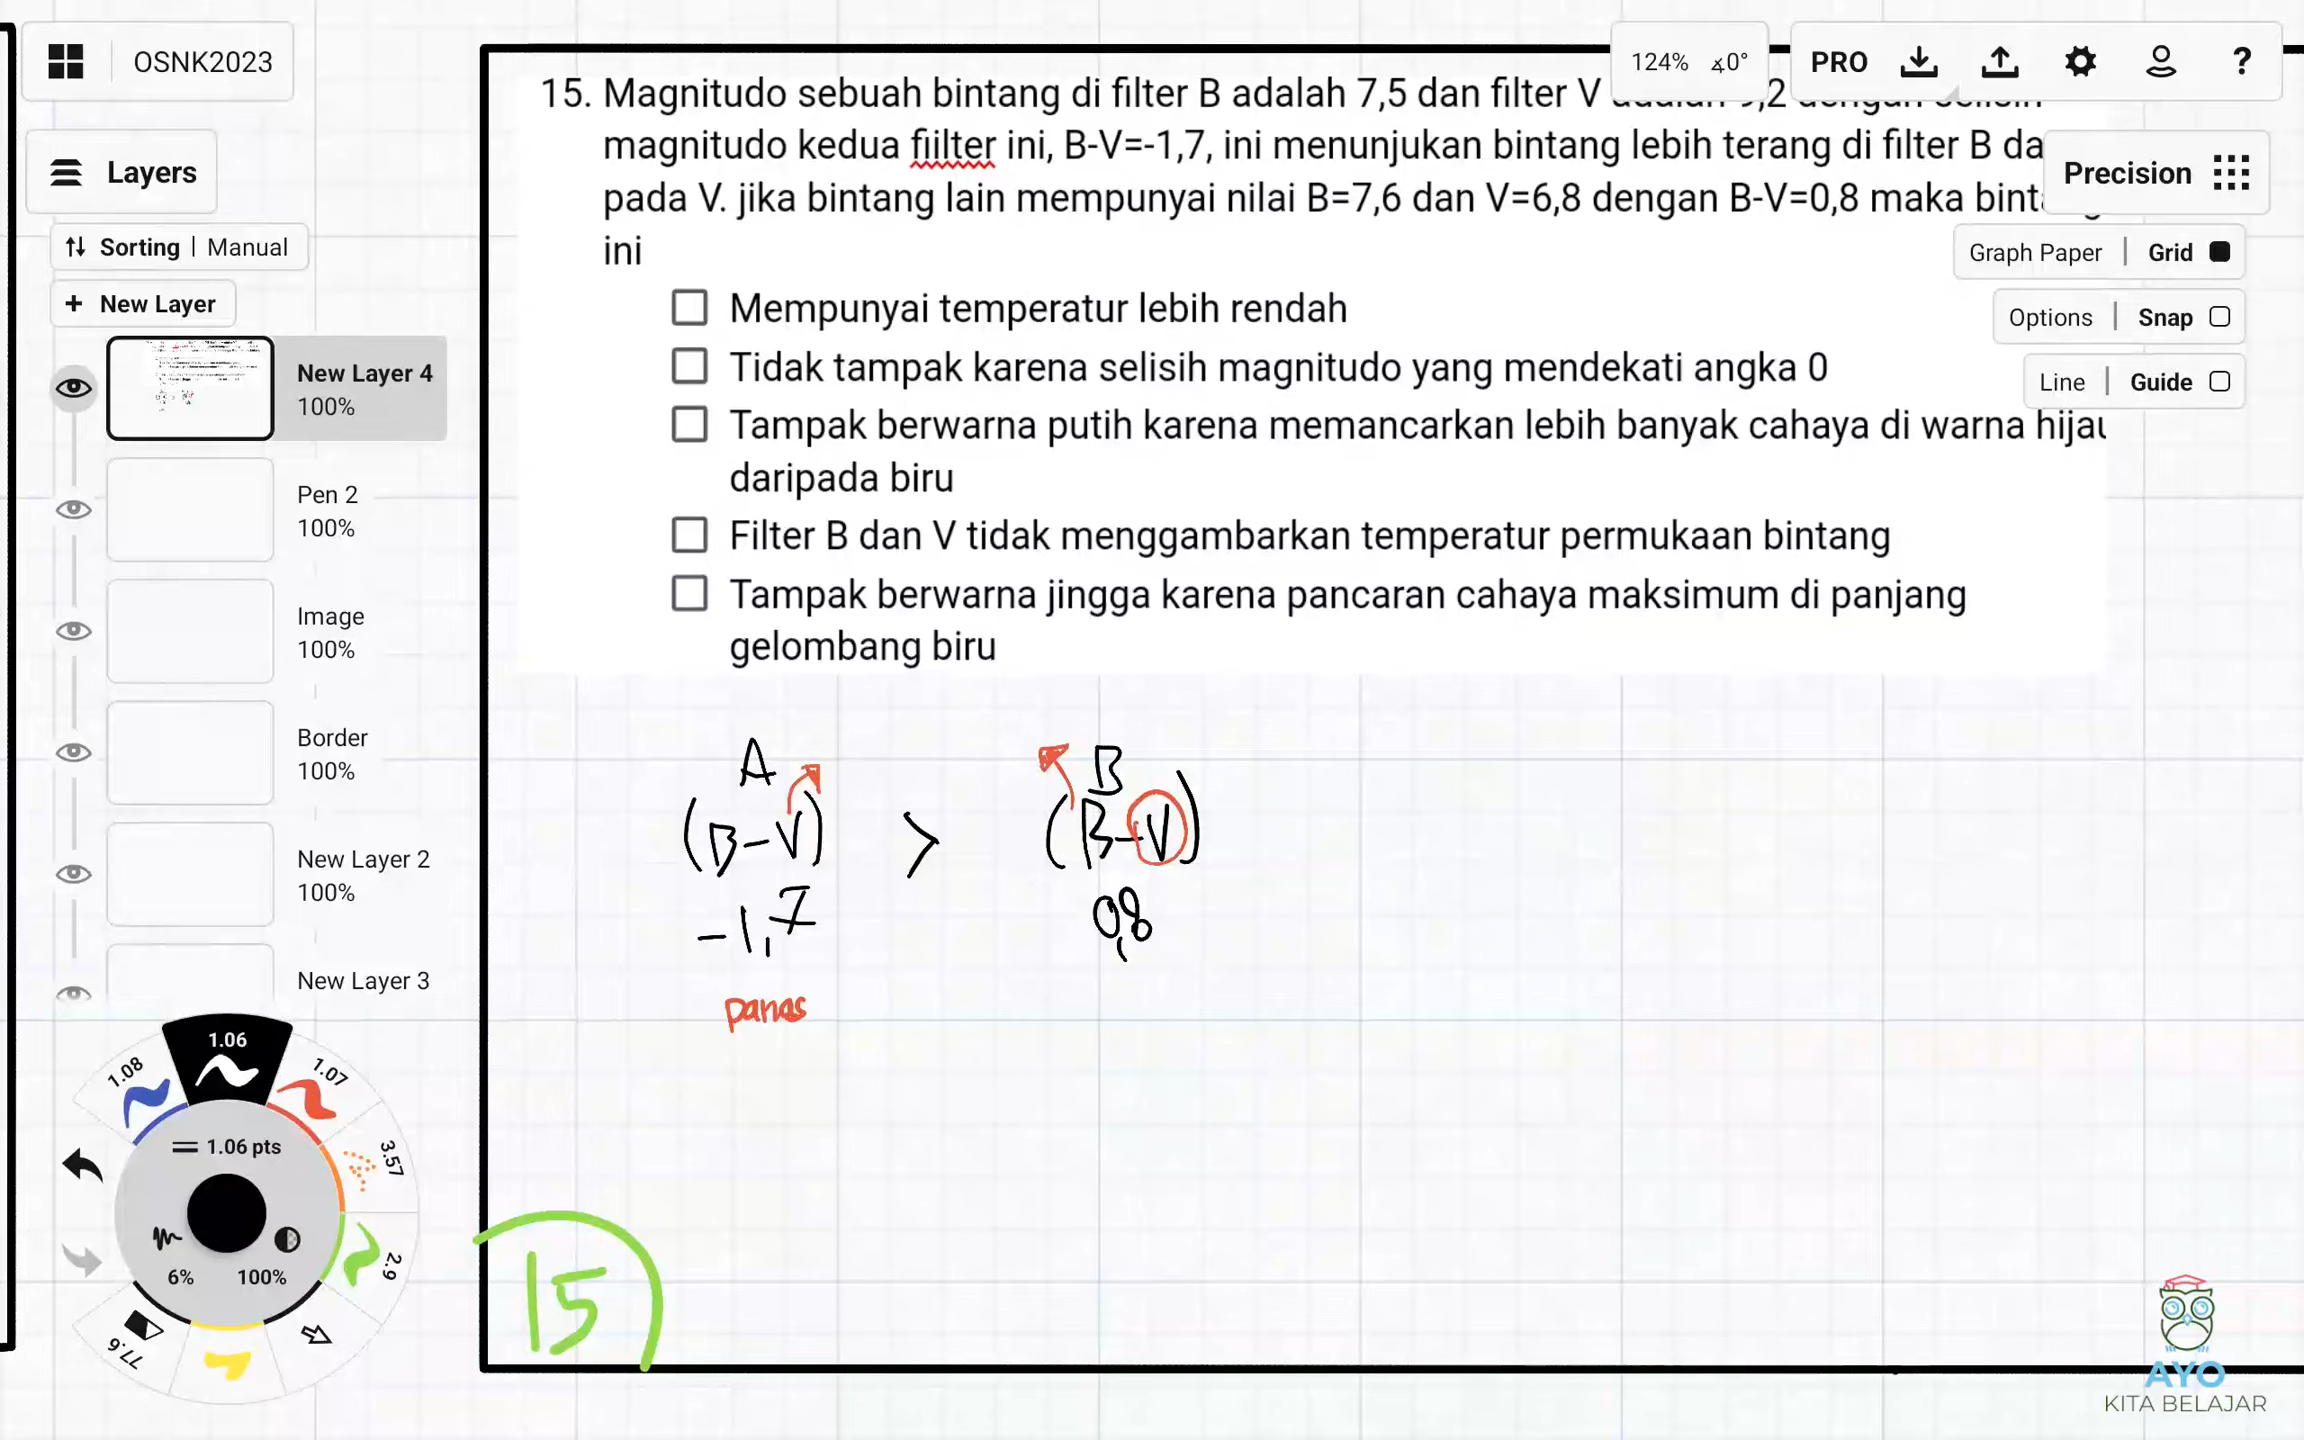 OSNK2023
124% ∡0°
PRO
?
Layers
Sorting | Manual
+ New Layer
New Layer 4
100%
Pen 2
100%
Image
100%
Border
100%
New Layer 2
100%
New Layer 3
Precision
Graph Paper | Grid
Options | Snap
Line | Guide
15. Magnitudo sebuah bintang di filter B adalah 7,5 dan filter V
magnitudo kedua fiilter ini, B-V=-1,7, ini menunjukan bintang lebih terang di filter B da
pada V. jika bintang lain mempunyai nilai B=7,6 dan V=6,8 dengan B-V=0,8 maka bint
ini
Mempunyai temperatur lebih rendah
Tidak tampak karena selisih magnitudo yang mendekati angka 0
Tampak berwarna putih karena memancarkan lebih banyak cahaya di warna hijau
daripada biru
Filter B dan V tidak menggambarkan temperatur permukaan bintang
Tampak berwarna jingga karena pancaran cahaya maksimum di panjang
gelombang biru
A B
(B-V) > (B-V)
-1,7 0,8
panas
15
1.08
1.06
1.07
3.57
2.9
77.6
1.06 pts
6% 100%
AYO
KITA BELAJAR